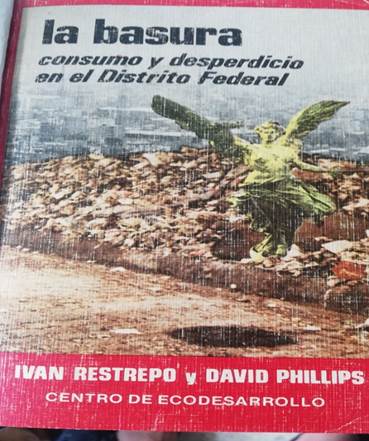 la basura
consumo y desperdicio
en el Distrito Federal
IVAN RESTREPO y DAVID PHILLIPS
CENTRO DE ECODESARROLLO